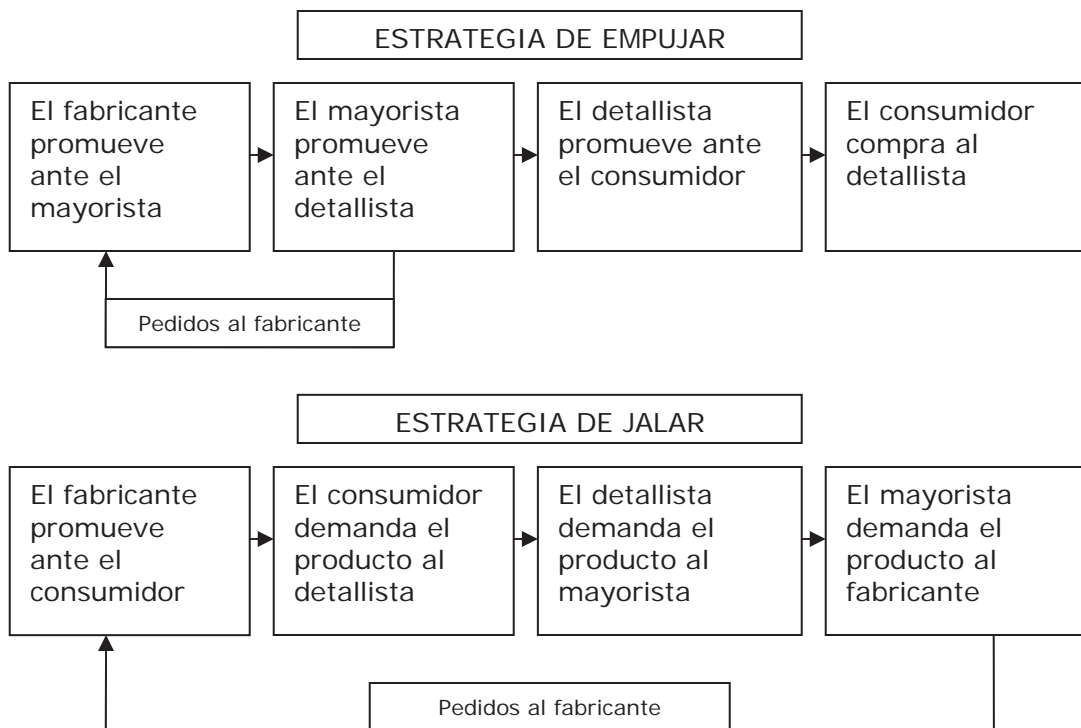 ESTRATEGIA DE EMPUJAR
El fabricante
promueve
ante el
mayorista
El mayorista
promueve
ante el
detallista
El detallista
promueve ante
el consumidor
El consumidor
compra al
detallista
Pedidos al fabricante
ESTRATEGIA DE JALAR
El fabricante
promueve
ante el
consumidor
El consumidor
demanda el
producto al
detallista
El detallista
demanda el
producto al
mayorista
El mayorista
demanda el
producto al
fabricante
Pedidos al fabricante